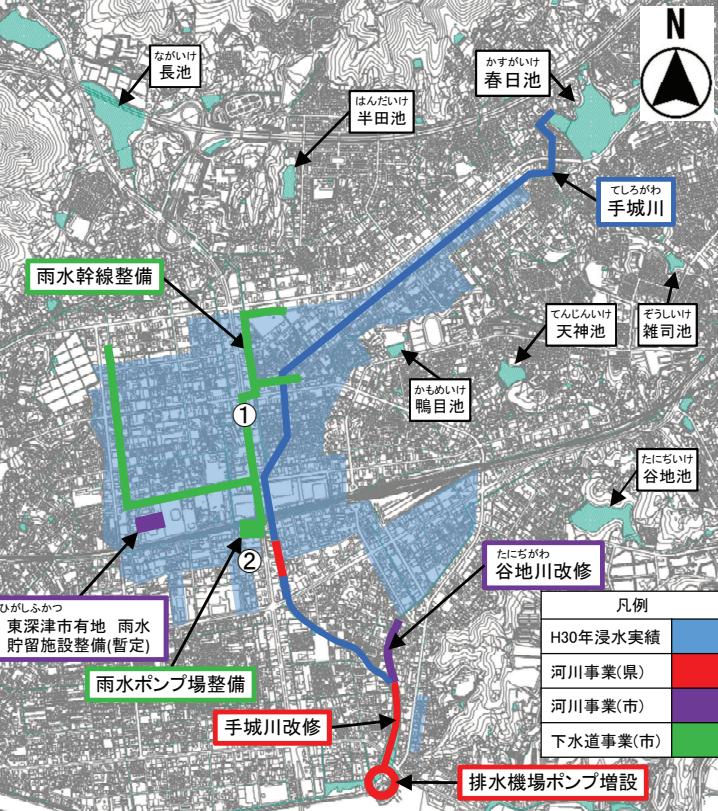 N
ながいけ
長池
はんだいけ
半田池
かすがいけ
春日池
てしろがわ
手城川
雨水幹線整備
てんじんいけ
天神池
ぞうしいけ
雑司池
かもめいけ
鴨目池
①
たにぢいけ
谷地池
②
たにぢがわ
谷地川改修
ひがしふかつ
東深津市有地 雨水
貯留施設整備(暫定)
雨水ポンプ場整備
手城川改修
排水機場ポンプ増設
凡例
H30年浸水実績
河川事業(県)
河川事業(市)
下水道事業(市)